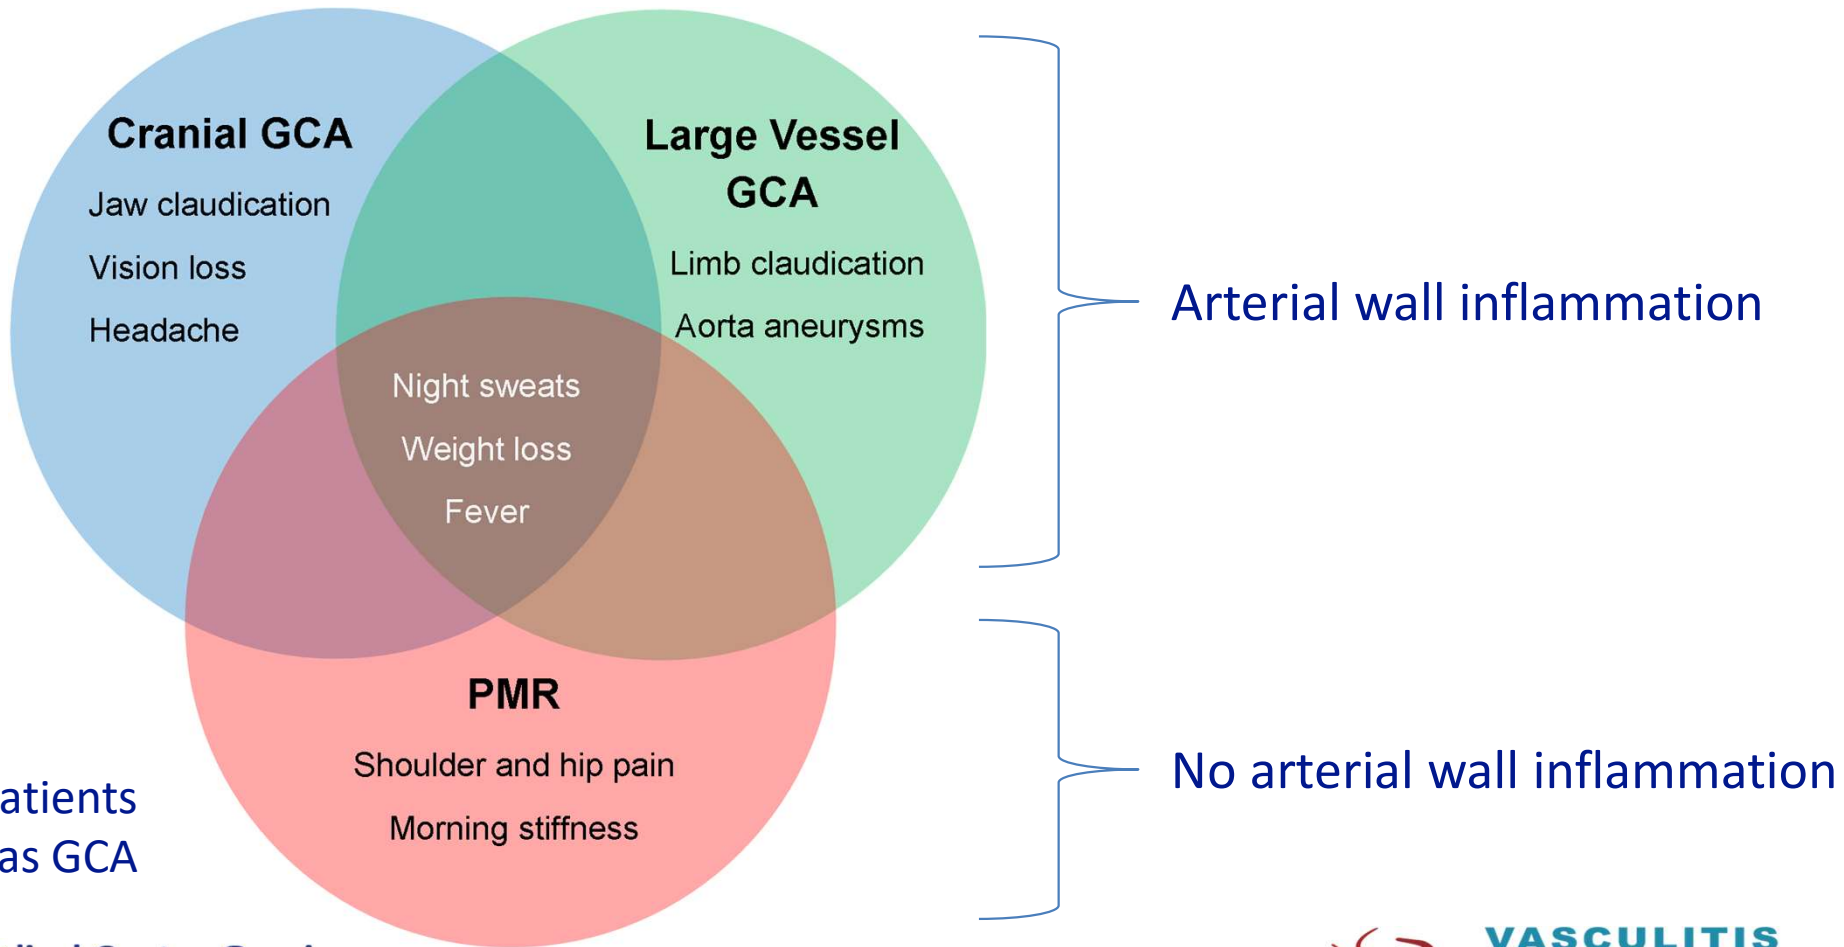 Cranial GCA
Jaw claudication
Vision loss
Headache
Large Vessel
GCA
Limb claudication
Aorta aneurysms
Night sweats
Weight loss
Fever
PMR
Shoulder and hip pain
Morning stiffness
Arterial wall inflammation
No arterial wall inflammation
as GCA
VASCULITIS